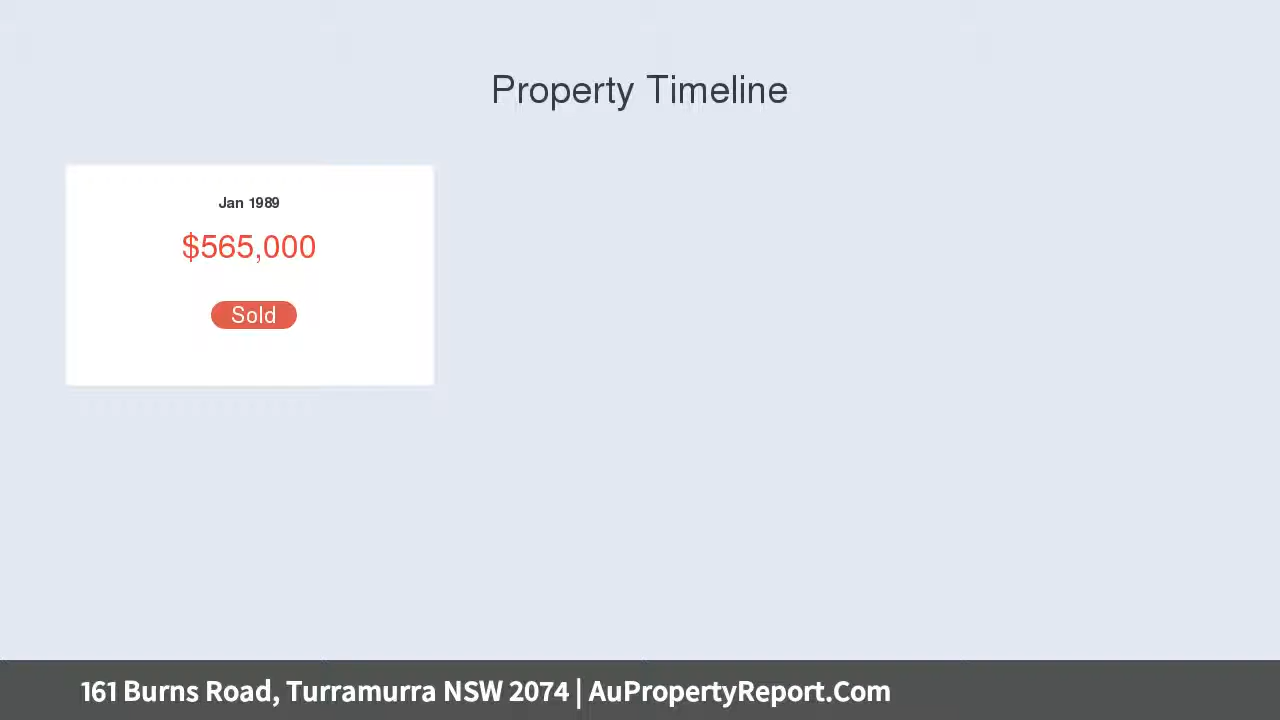 Property Timeline
Jan 1989
$565,000
Sold
161 Burns Road, Turramurra NSW 2074 | AuPropertyReport.Com